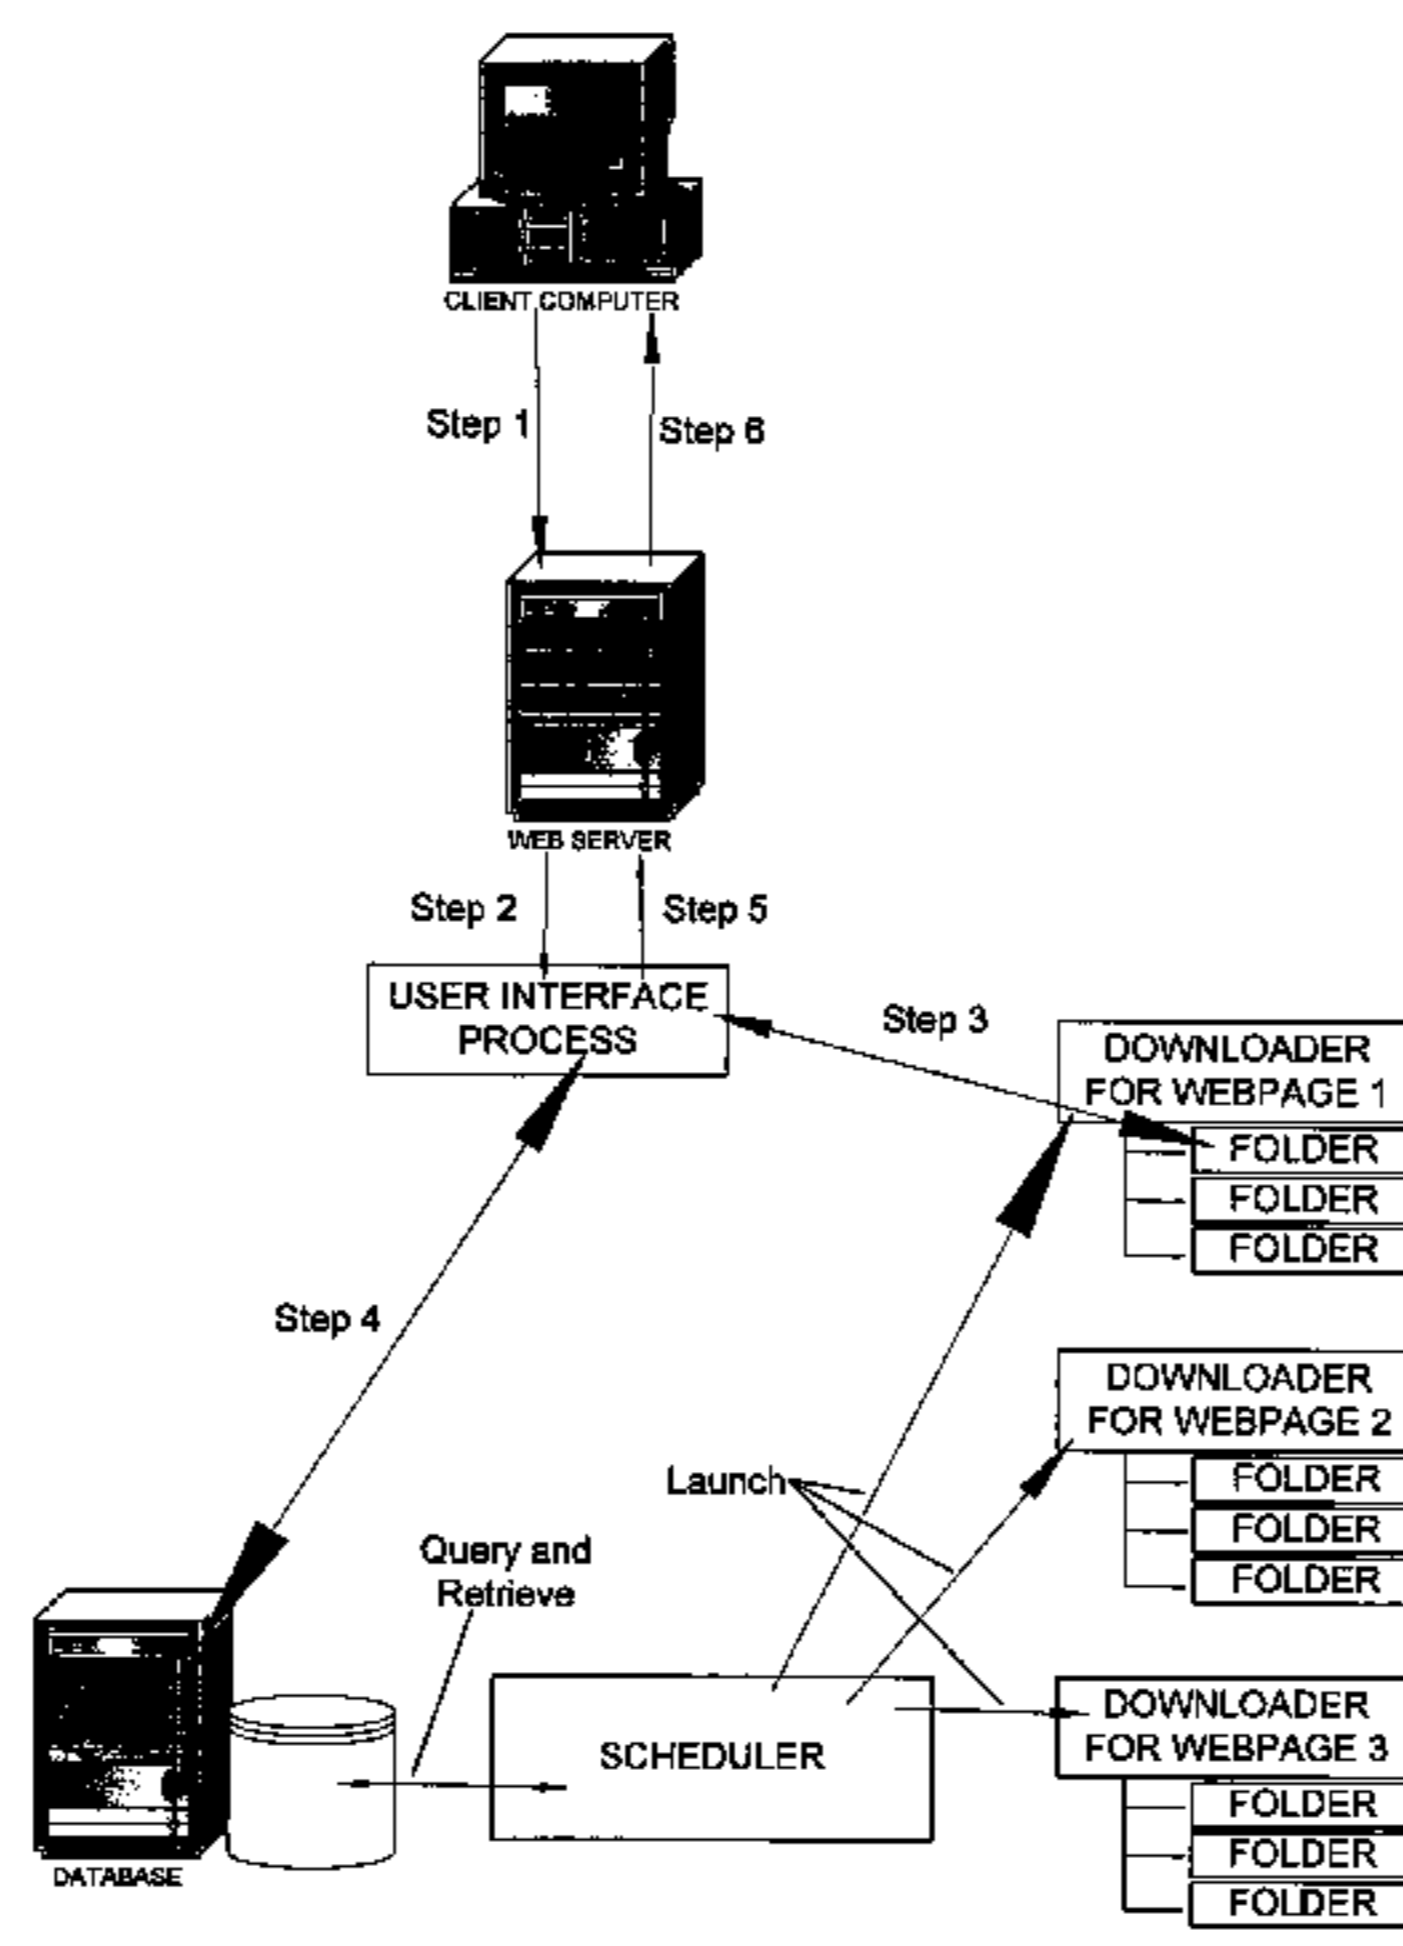 CLIENT COMPUTER
Step 1
Step 6
WEB SERVER
Step 2
Step 5
USER INTERFACE
PROCESS
Step 3
DOWNLOADER
FOR WEBPAGE 1
FOLDER
FOLDER
FOLDER
Step 4
DOWNLOADER
FOR WEBPAGE 2
FOLDER
FOLDER
FOLDER
Launch
Query and
Retrieve
SCHEDULER
DOWNLOADER
FOR WEBPAGE 3
FOLDER
FOLDER
FOLDER
DATABASE